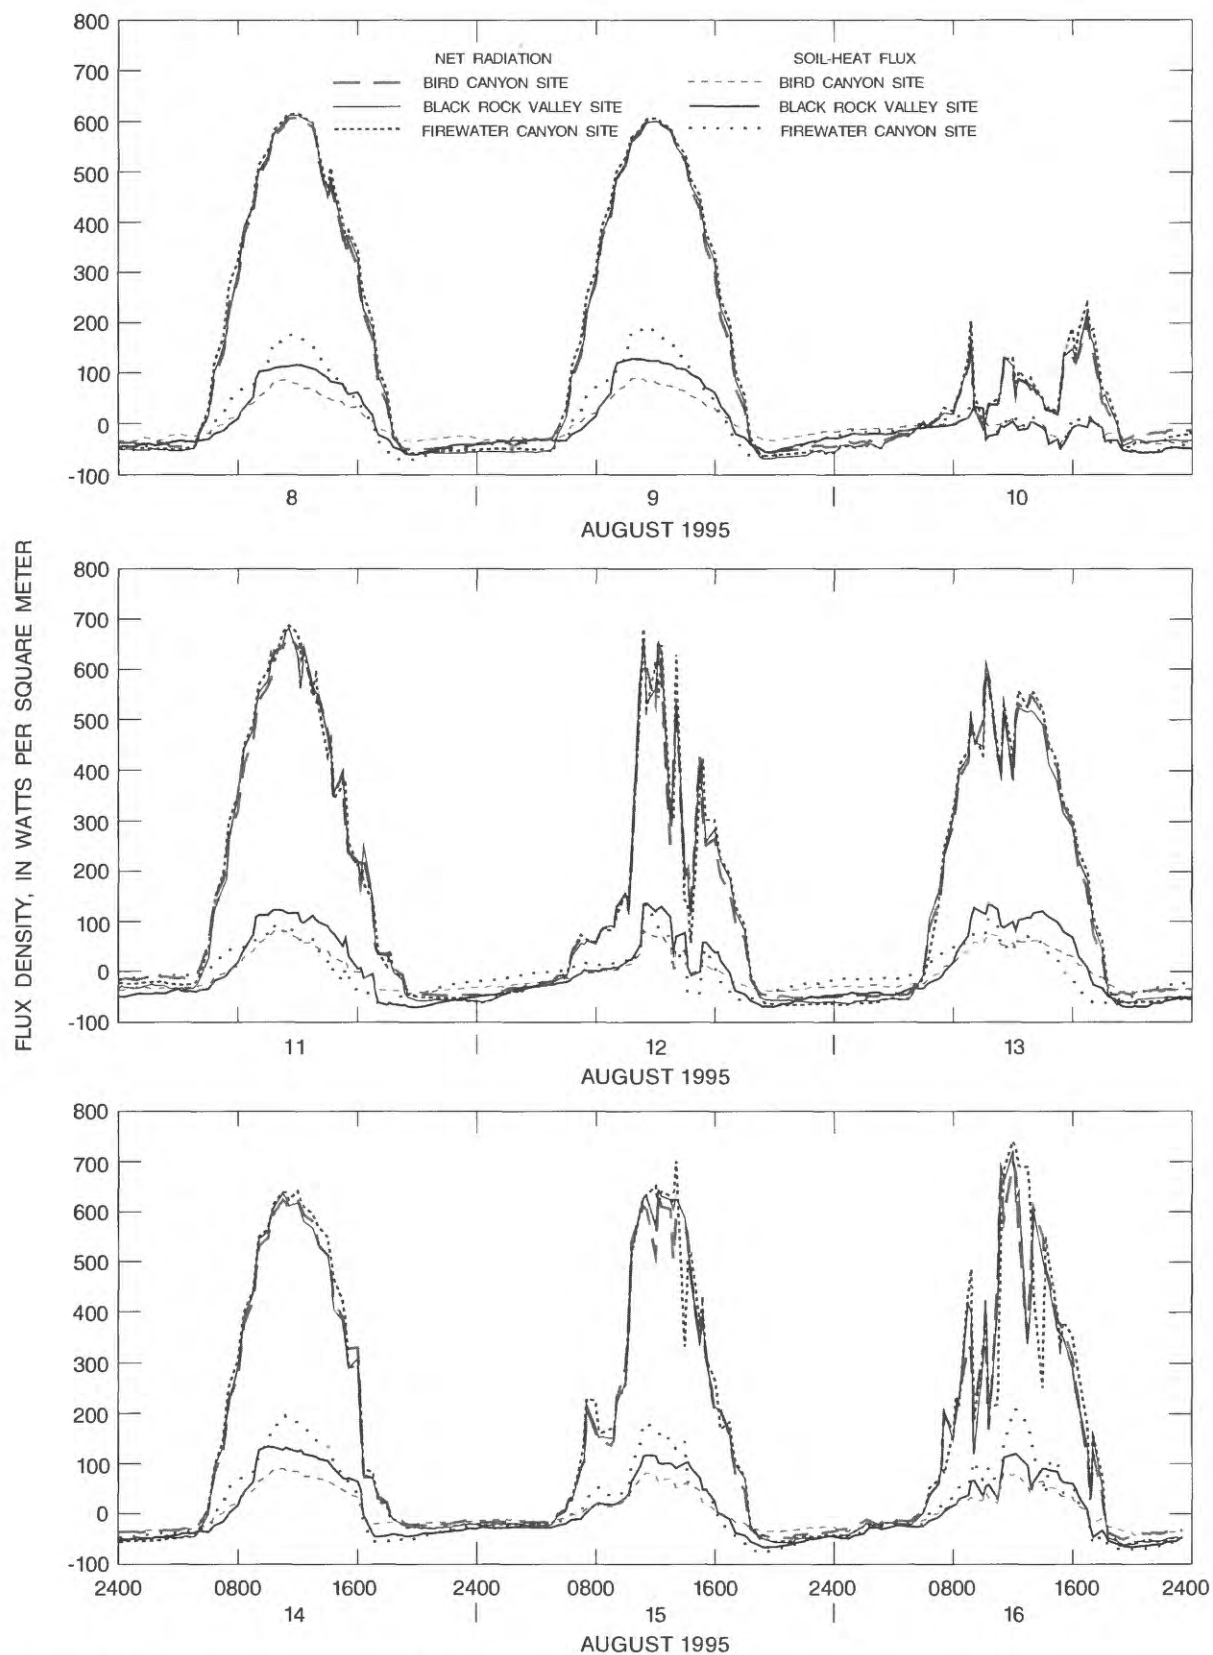 FLUX DENSITY, IN WATTS PER SQUARE METER
800
700
600
500
400
300
200
100
0
-100
NET RADIATION
BIRD CANYON SITE
BLACK ROCK VALLEY SITE
FIREWATER CANYON SITE
SOIL-HEAT FLUX
BIRD CANYON SITE
BLACK ROCK VALLEY SITE
FIREWATER CANYON SITE
8 9 10
AUGUST 1995
800
700
600
500
400
300
200
100
0
-100
11 12 13
AUGUST 1995
800
700
600
500
400
300
200
100
0
-100
2400 0800 1600 2400 0800 1600 2400 0800 1600 2400
14 15 16
AUGUST 1995